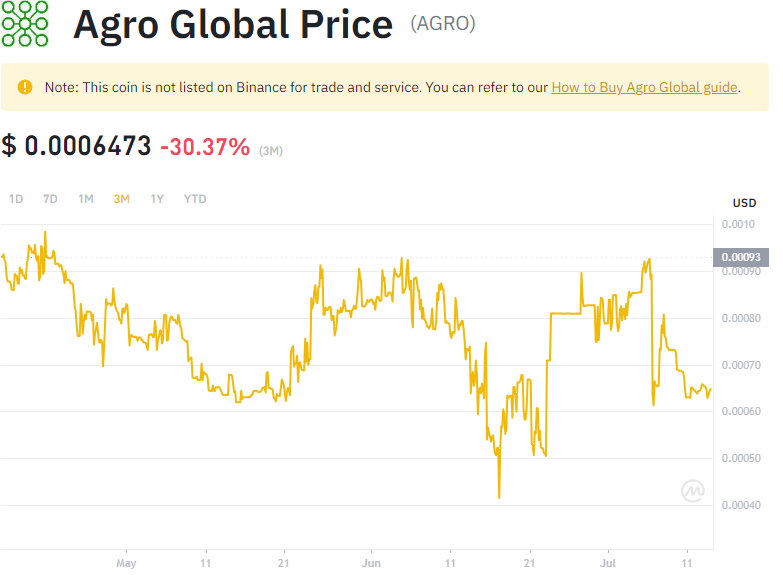 Agro Global Price (AGRO)
Note: This coin is not listed on Binance for trade and service. You can refer to our How to Buy Agro Global guide.
$ 0.0006473 -30.37% (3M)
1D 7D 1M 3M 1Y YTD
USD
0.0010
0.00093
0.00090
0.00080
0.00070
0.00060
0.00050
0.00040
May 11 21 Jun 11 21 Jul 11